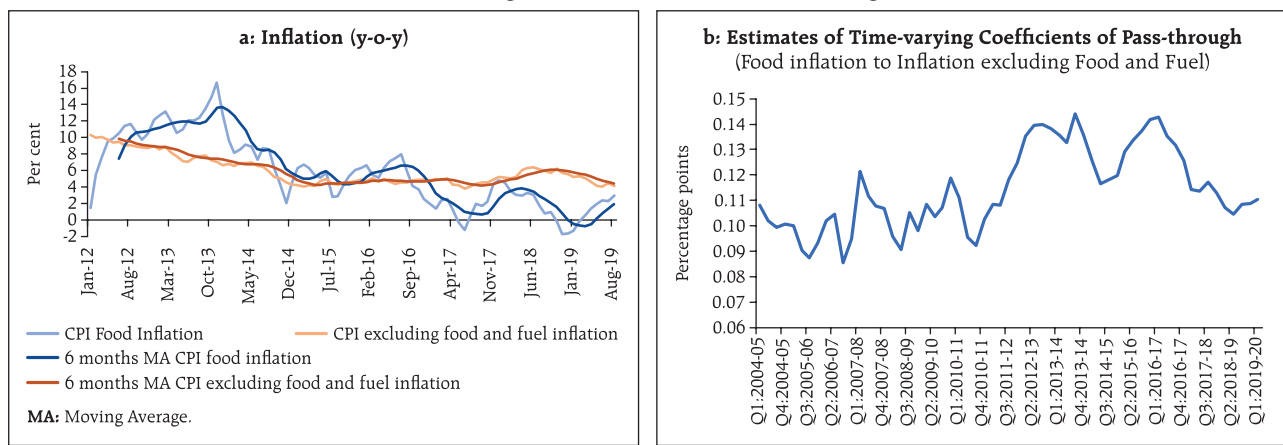 a: Inflation (y-o-y)
Per cent
18
16
14
12
10
8
6
4
2
0
-2
Jan-12
Aug-12
Mar-13
Oct-13
May-14
Dec-14
Jul-15
Feb-16
Sep-16
Apr-17
Nov-17
Jun-18
Jan-19
Aug-19
CPI Food Inflation
CPI excluding food and fuel inflation
6 months MA CPI food inflation
6 months MA CPI excluding food and fuel inflation
MA: Moving Average.
b: Estimates of Time-varying Coefficients of Pass-through
(Food inflation to Inflation excluding Food and Fuel)
Percentage points
0.15
0.14
0.13
0.12
0.11
0.10
0.09
0.08
0.07
0.06
Q1:2004-05
Q4:2004-05
Q3:2005-06
Q2:2006-07
Q1:2007-08
Q4:2007-08
Q3:2008-09
Q2:2009-10
Q1:2010-11
Q4:2010-11
Q3:2011-12
Q2:2012-13
Q1:2013-14
Q4:2013-14
Q3:2014-15
Q2:2015-16
Q1:2016-17
Q4:2016-17
Q3:2017-18
Q2:2018-19
Q1:2019-20